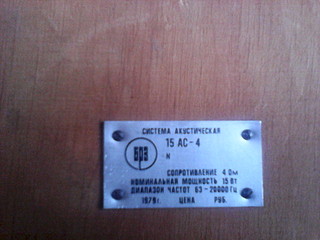 СИСТЕМА АКУСТИЧЕСКАЯ
брз
15 АС-4
N
СОПРОТИВЛЕНИЕ 4 Ом
НОМИНАЛЬНАЯ МОЩНОСТЬ 15 Вт
ДИАПАЗОН ЧАСТОТ 63-20000 Гц
1979 г. ЦЕНА РУБ.